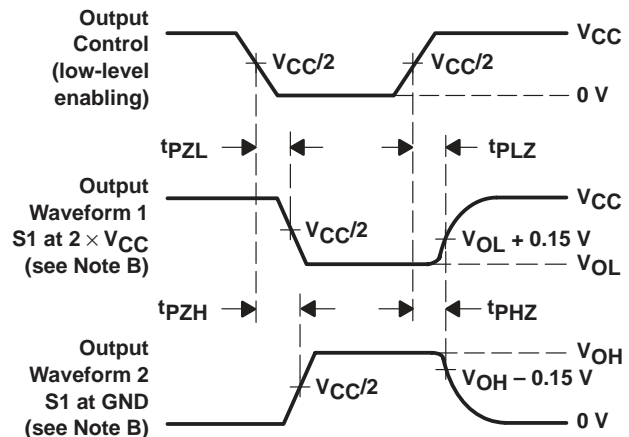 Output
Control
(low-level
enabling)
VCC/2
VCC/2
VCC
0 V
tPZL
tPLZ
Output
Waveform 1
S1 at 2 × VCC
(see Note B)
VCC/2
VCC
VOL + 0.15 V
VOL
tPZH
tPHZ
Output
Waveform 2
S1 at GND
(see Note B)
VCC/2
VOH
VOH − 0.15 V
0 V